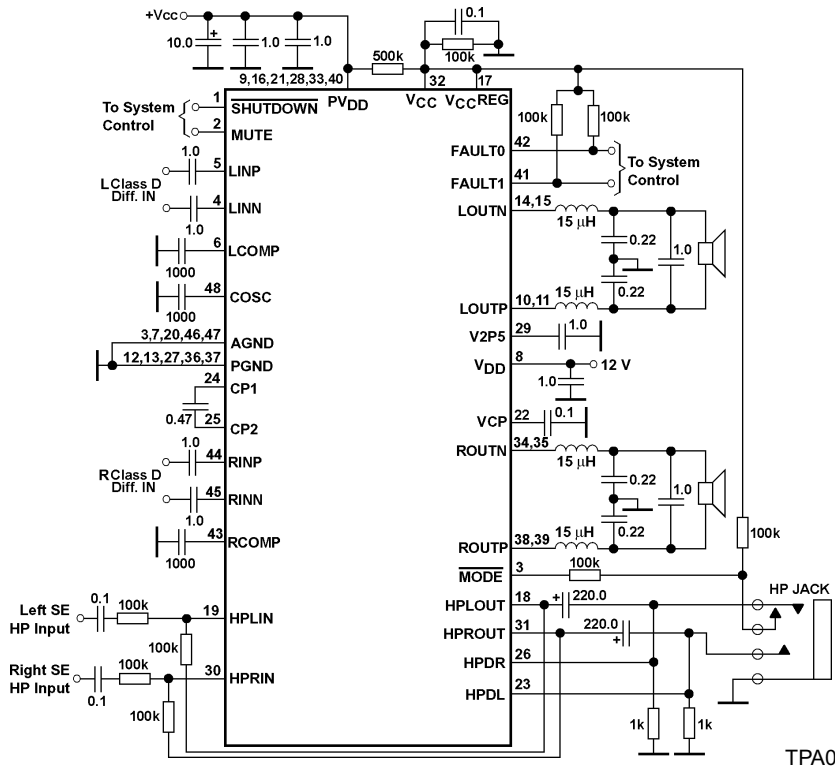 +Vcc
10.0
+
1.0
1.0
0.1
500k
100k
9,16,21,28,33,40
32
17
PVDD
VCC
VCCREG
To System
Control
1
SHUTDOWN
2
MUTE
1.0
5
LINP
L Class D
Diff. IN
4
LINN
1.0
6
LCOMP
1000
48
COSC
1000
3,7,20,46,47
AGND
12,13,27,36,37
PGND
24
CP1
0.47
25
CP2
1.0
44
RINP
R Class D
Diff. IN
45
RINN
1.0
43
RCOMP
1000
Left SE
HP Input
0.1
100k
19
HPLIN
100k
Right SE
HP Input
0.1
100k
30
HPRIN
100k
100k
100k
FAULT0
42
FAULT1
41
To System
Control
LOUTN
14,15
15 μH
0.22
1.0
0.22
15 μH
LOUTP
10,11
V2P5
29
1.0
VDD
8
12 V
1.0
VCP
22
0.1
ROUTN
34,35
15 μH
0.22
1.0
0.22
15 μH
ROUTP
38,39
100k
MODE
3
100k
HPLOUT
18
+
220.0
HP JACK
HPROUT
31
220.0
+
HPDR
26
HPDL
23
1k
1k
TPA0